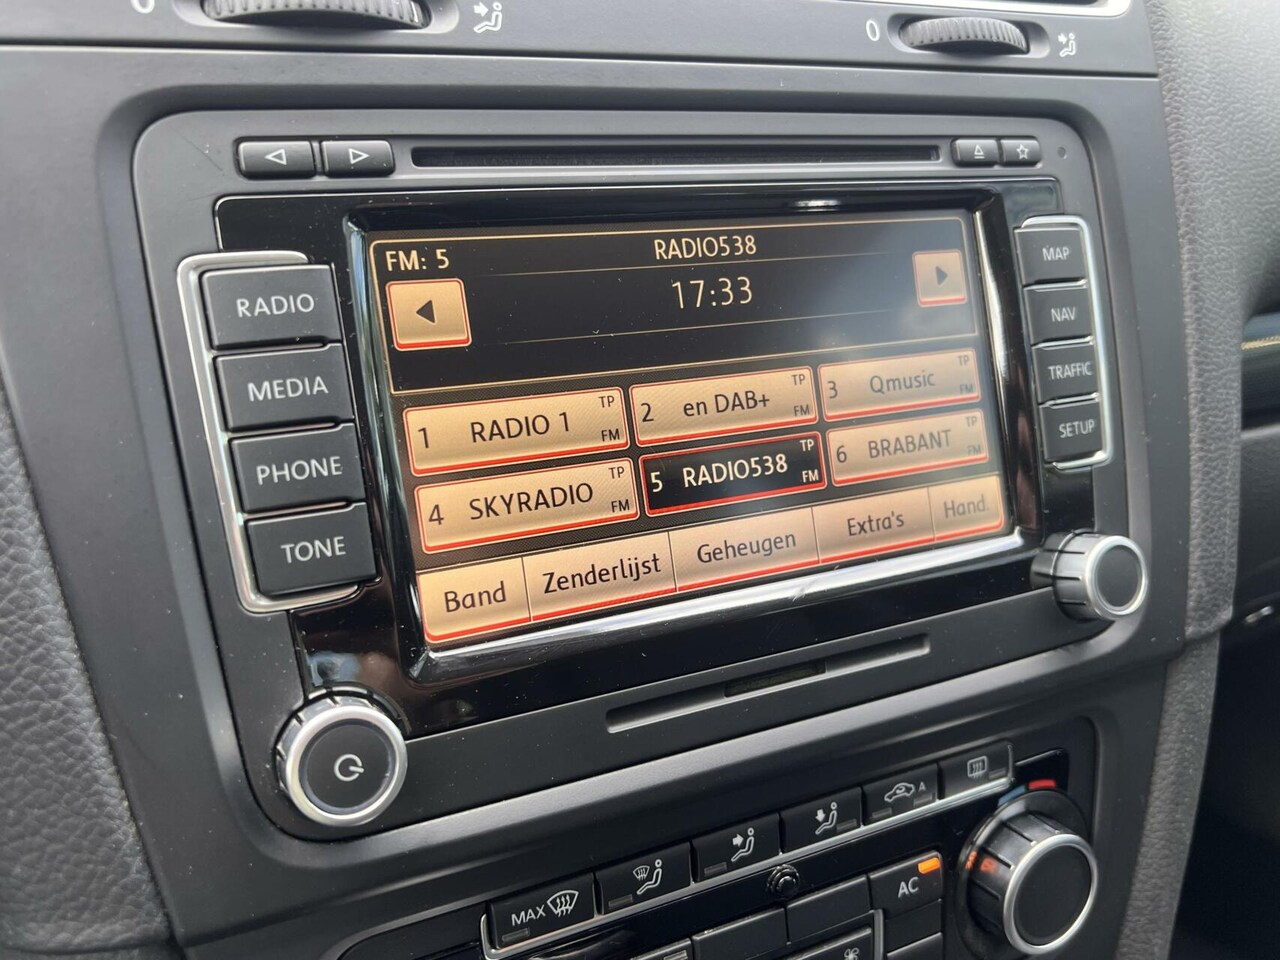 0
0
RADIO
MEDIA
PHONE
TONE
FM: 5
RADIO538
17:33
1 RADIO 1 TP FM
2 en DAB+ TP FM
3 Qmusic TP FM
4 SKYRADIO TP FM
5 RADIO538 TP FM
6 BRABANT TP FM
Band Zenderlijst Geheugen Extra's Hand.
MAP
NAV
TRAFFIC
SETUP
MAX
A
AC